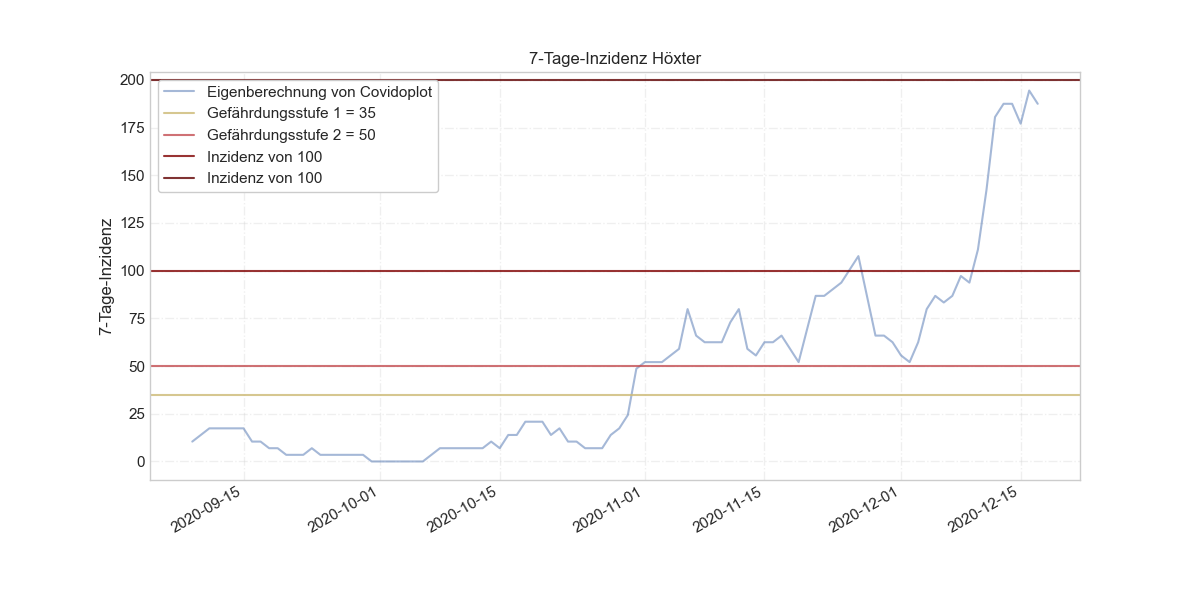 7-Tage-Inzidenz Höxter
200
175
150
125
100
75
50
25
0
7-Tage-Inzidenz
Eigenberechnung von Covidoplot
Gefährdungsstufe 1 = 35
Gefährdungsstufe 2 = 50
Inzidenz von 100
Inzidenz von 100
2020-09-15
2020-10-01
2020-10-15
2020-11-01
2020-11-15
2020-12-01
2020-12-15